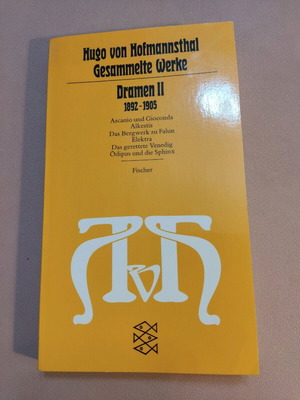 Hugo von Hofmannsthal
Gesammelte Werke
Dramen II
1892-1905
Ascanio und Gioconda
Alkestis
Das Bergwerk zu Falun
Elektra
Das gerettete Venedig
Ödipus und die Sphinx
Fischer
HvH